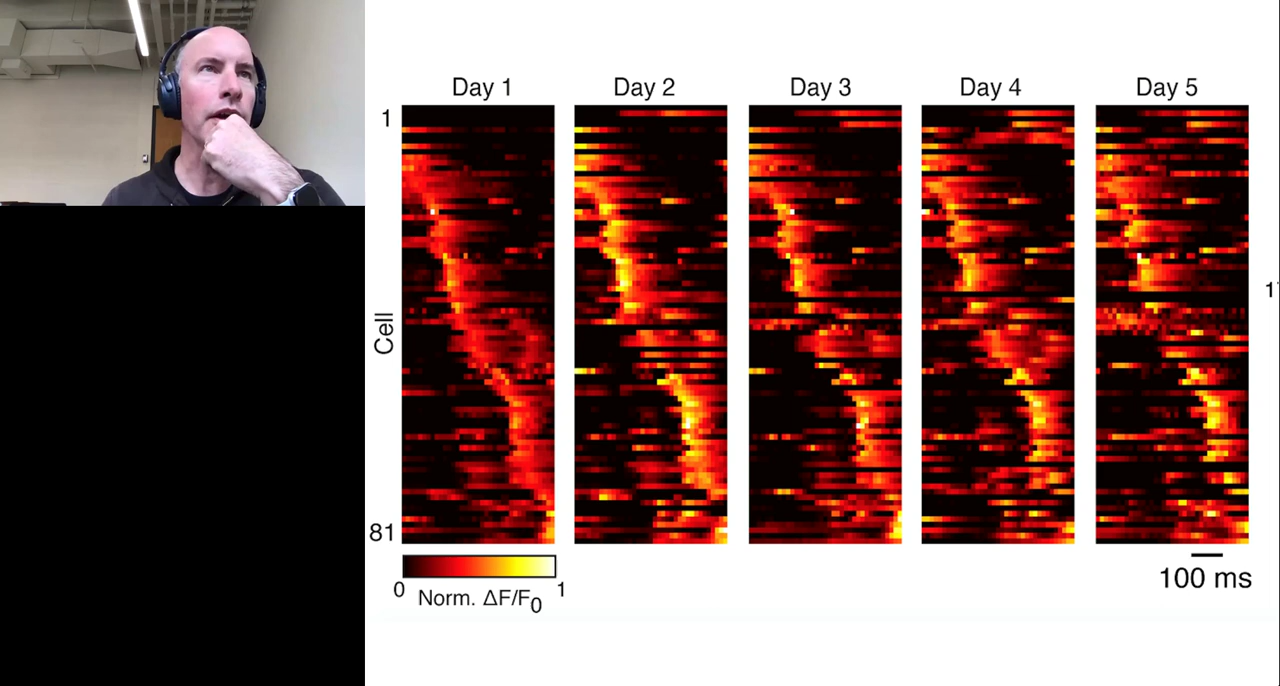 Day 1 Day 2 Day 3 Day 4 Day 5
1
Cell
81
0 Norm. ΔF/F0 1
100 ms
1